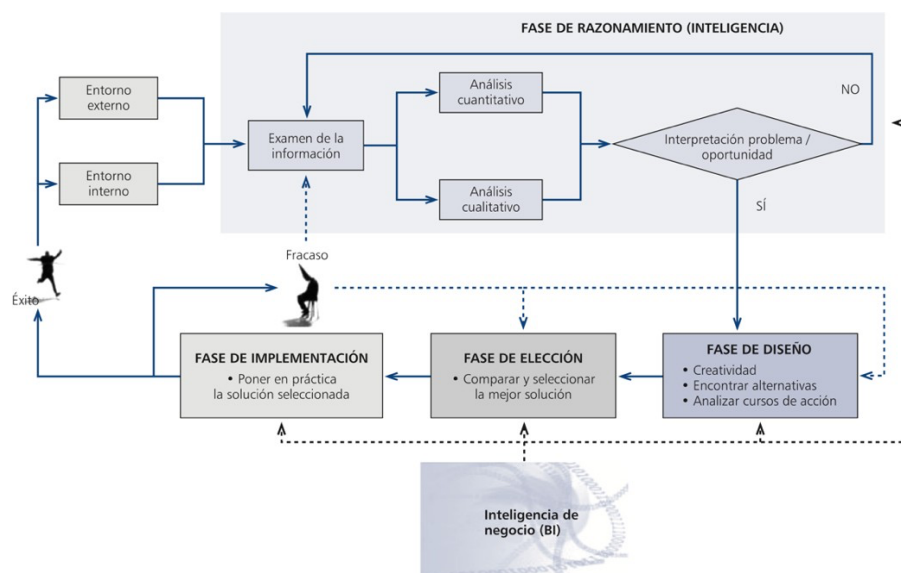 FASE DE RAZONAMIENTO (INTELIGENCIA)
Entorno
externo
Entorno
interno
Examen de la
información
Análisis
cuantitativo
Análisis
cualitativo
Interpretación problema /
oportunidad
NO
SÍ
Éxito
Fracaso
FASE DE IMPLEMENTACIÓN
• Poner en práctica
la solución seleccionada
FASE DE ELECCIÓN
• Comparar y seleccionar
la mejor solución
FASE DE DISEÑO
• Creatividad
• Encontrar alternativas
• Analizar cursos de acción
Inteligencia de
negocio (BI)